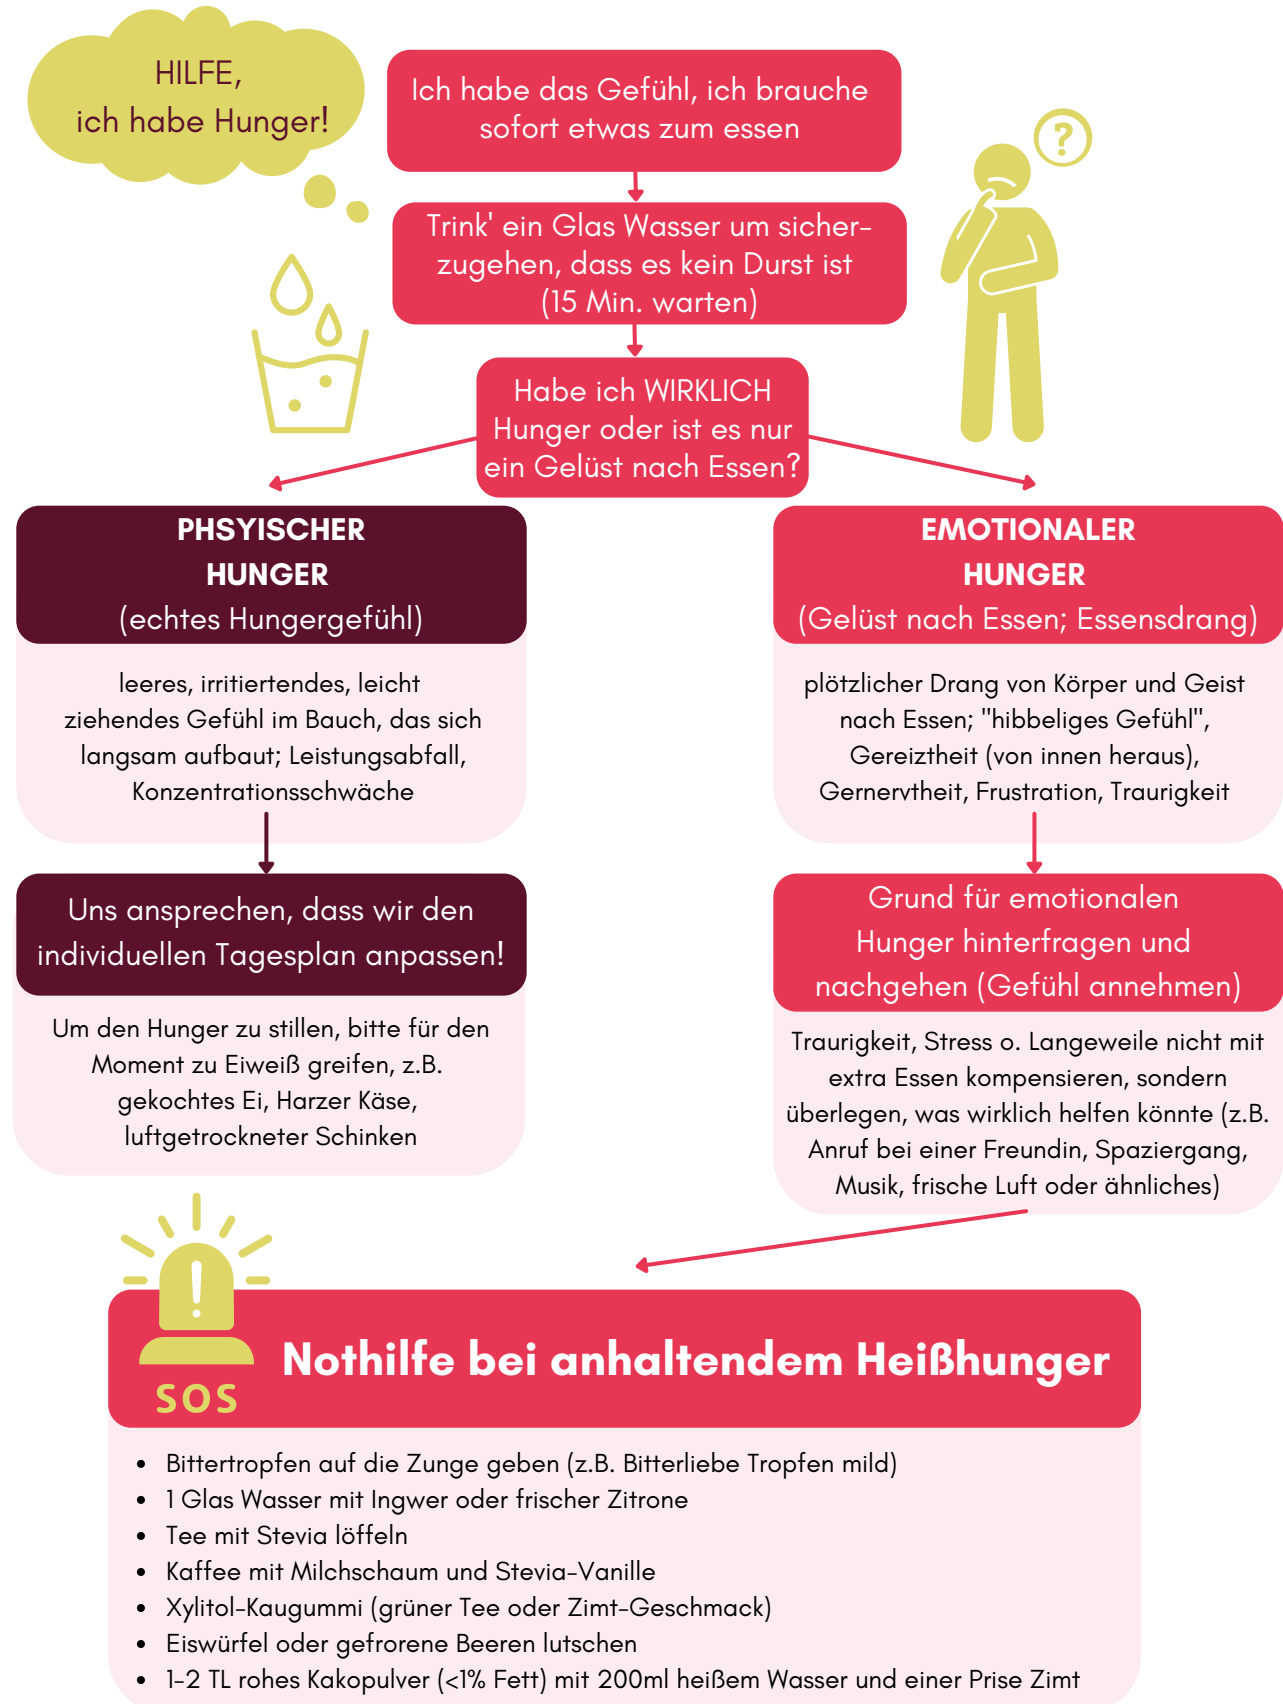 HILFE,
ich habe Hunger!
Ich habe das Gefühl, ich brauche
sofort etwas zum essen
?
Trink' ein Glas Wasser um sicher-
zugehen, dass es kein Durst ist
(15 Min. warten)
Habe ich WIRKLICH
Hunger oder ist es nur
ein Gelüst nach Essen?
PHSYISCHER
HUNGER
(echtes Hungergefühl)
leeres, irritiertendes, leicht
ziehendes Gefühl im Bauch, das sich
langsam aufbaut; Leistungsabfall,
Konzentrationsschwäche
Uns ansprechen, dass wir den
individuellen Tagesplan anpassen!
Um den Hunger zu stillen, bitte für den
Moment zu Eiweiß greifen, z.B.
gekochtes Ei, Harzer Käse,
luftgetrockneter Schinken
EMOTIONALER
HUNGER
(Gelüst nach Essen; Essensdrang)
plötzlicher Drang von Körper und Geist
nach Essen; "hibbeliges Gefühl",
Gereiztheit (von innen heraus),
Gernervtheit, Frustration, Traurigkeit
Grund für emotionalen
Hunger hinterfragen und
nachgehen (Gefühl annehmen)
Traurigkeit, Stress o. Langeweile nicht mit
extra Essen kompensieren, sondern
überlegen, was wirklich helfen könnte (z.B.
Anruf bei einer Freundin, Spaziergang,
Musik, frische Luft oder ähnliches)
!
SOS
Nothilfe bei anhaltendem Heißhunger
• Bittertropfen auf die Zunge geben (z.B. Bitterliebe Tropfen mild)
• 1 Glas Wasser mit Ingwer oder frischer Zitrone
• Tee mit Stevia löffeln
• Kaffee mit Milchschaum und Stevia-Vanille
• Xylitol-Kaugummi (grüner Tee oder Zimt-Geschmack)
• Eiswürfel oder gefrorene Beeren lutschen
• 1-2 TL rohes Kakopulver (<1% Fett) mit 200ml heißem Wasser und einer Prise Zimt